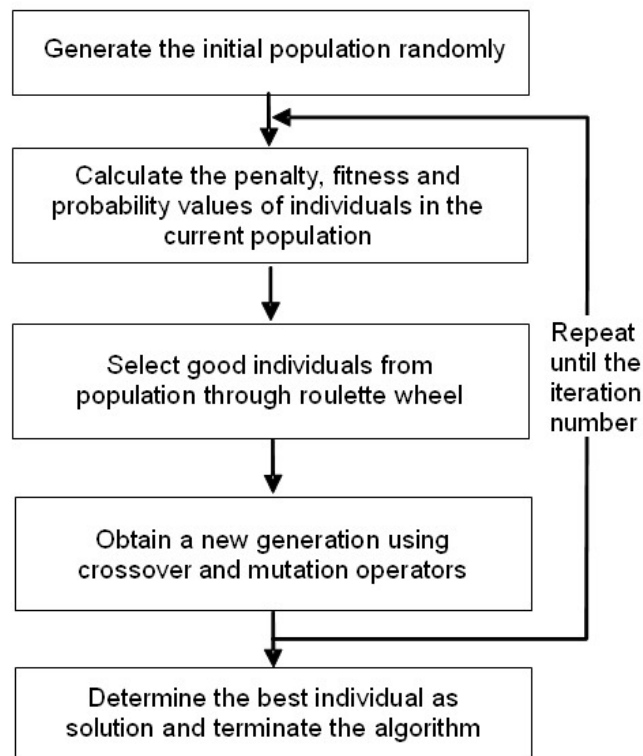 Generate the initial population randomly
Calculate the penalty, fitness and
probability values of individuals in the
current population
Select good individuals from
population through roulette wheel
Repeat
until the
iteration
number
Obtain a new generation using
crossover and mutation operators
Determine the best individual as
solution and terminate the algorithm